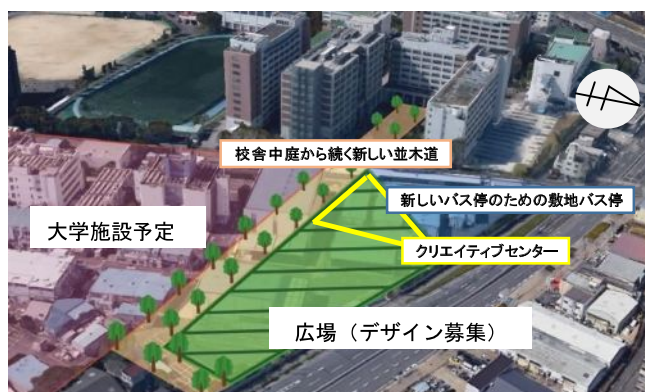 校舎中庭から続く新しい並木道
新しいバス停のための敷地バス停
大学施設予定
クリエイティブセンター
広場（デザイン募集）